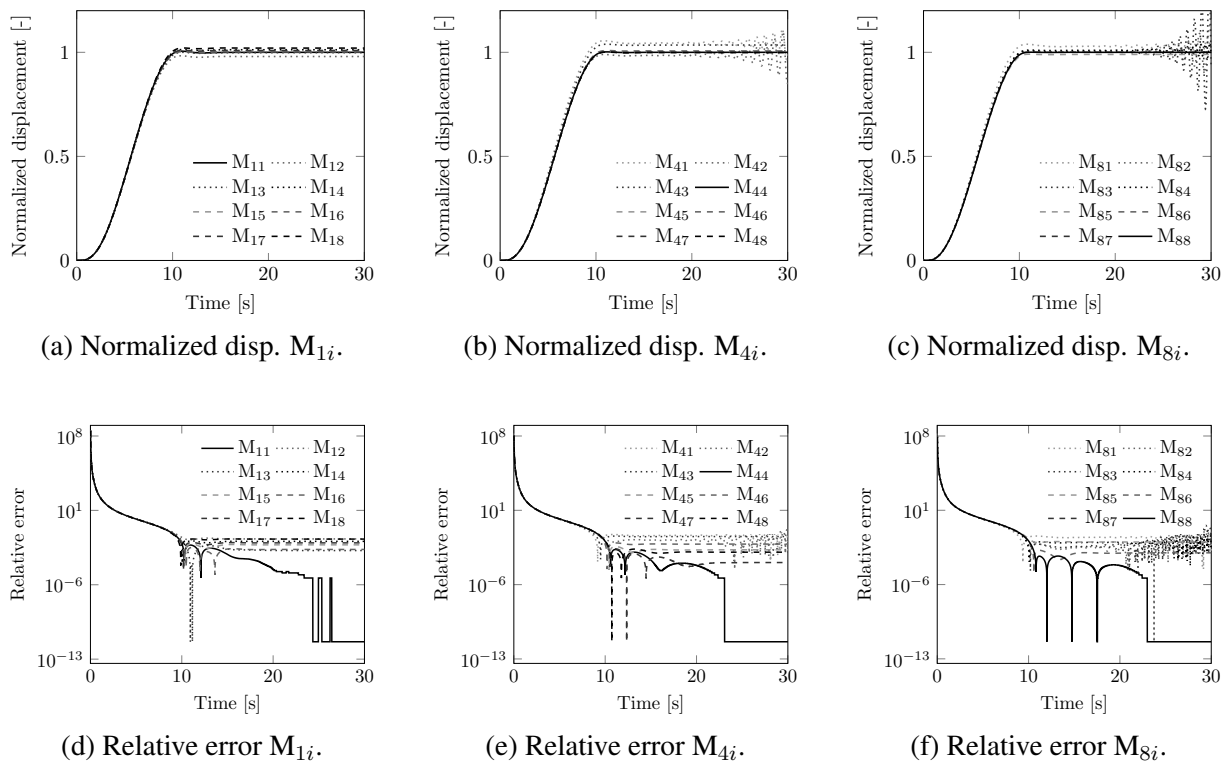 Normalized displacement [-]
1
0.5
0
0 10 20 30
Time [s]
M11 M12
M13 M14
M15 M16
M17 M18
(a) Normalized disp. M1i.
Normalized displacement [-]
1
0.5
0
0 10 20 30
Time [s]
M41 M42
M43 M44
M45 M46
M47 M48
(b) Normalized disp. M4i.
Normalized displacement [-]
1
0.5
0
0 10 20 30
Time [s]
M81 M82
M83 M84
M85 M86
M87 M88
(c) Normalized disp. M8i.
Relative error
10^8
10^1
10^−6
10^−13
0 10 20 30
Time [s]
M11 M12
M13 M14
M15 M16
M17 M18
(d) Relative error M1i.
Relative error
10^8
10^1
10^−6
10^−13
0 10 20 30
Time [s]
M41 M42
M43 M44
M45 M46
M47 M48
(e) Relative error M4i.
Relative error
10^8
10^1
10^−6
10^−13
0 10 20 30
Time [s]
M81 M82
M83 M84
M85 M86
M87 M88
(f) Relative error M8i.